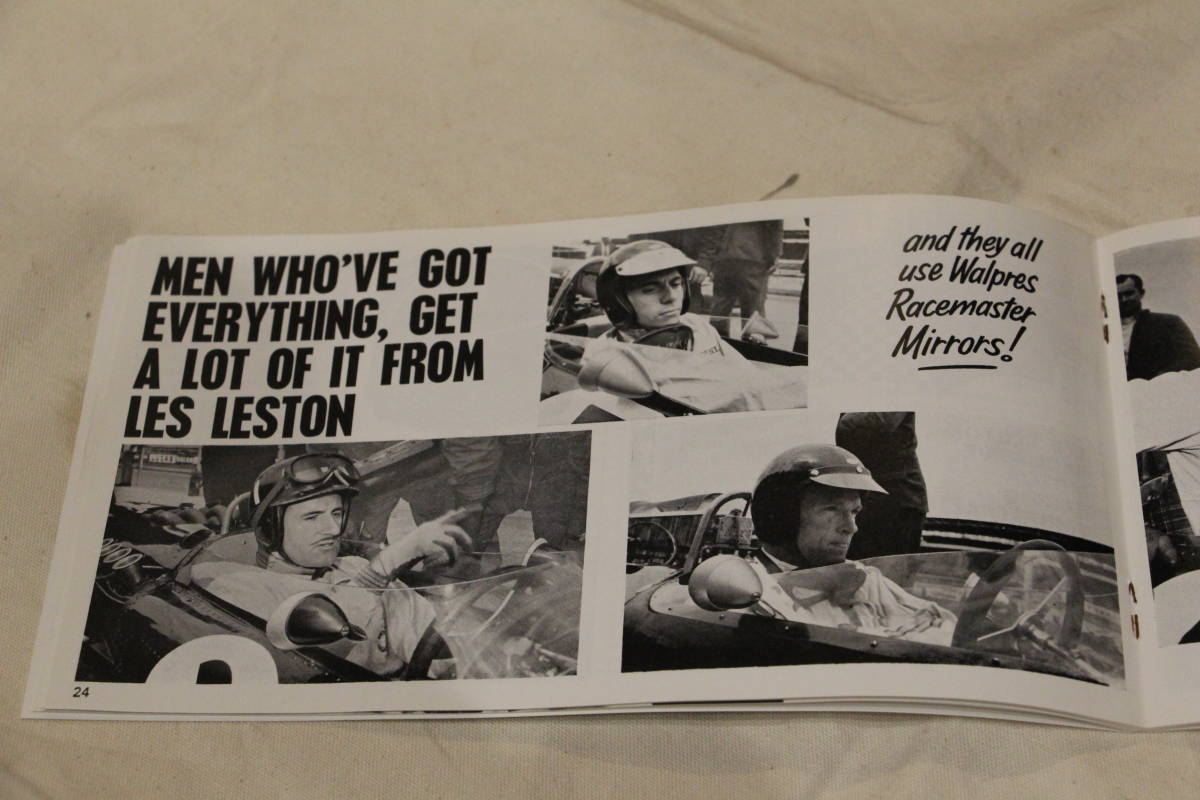 MEN WHO'VE GOT
EVERYTHING, GET
A LOT OF IT FROM
LES LESTON
and they all
use Walpres
Racemaster
Mirrors!
24